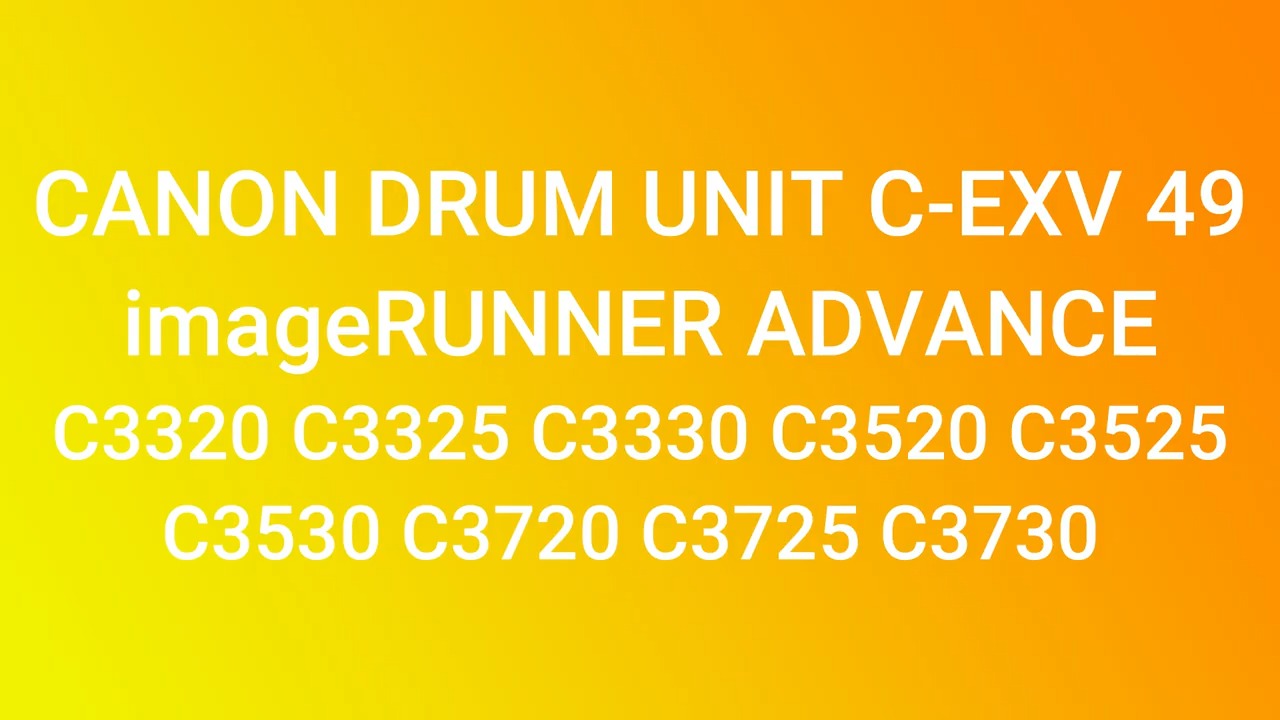 CANON DRUM UNIT C-EXV 49
imageRUNNER ADVANCE
C3320 C3325 C3330 C3520 C3525
C3530 C3720 C3725 C3730